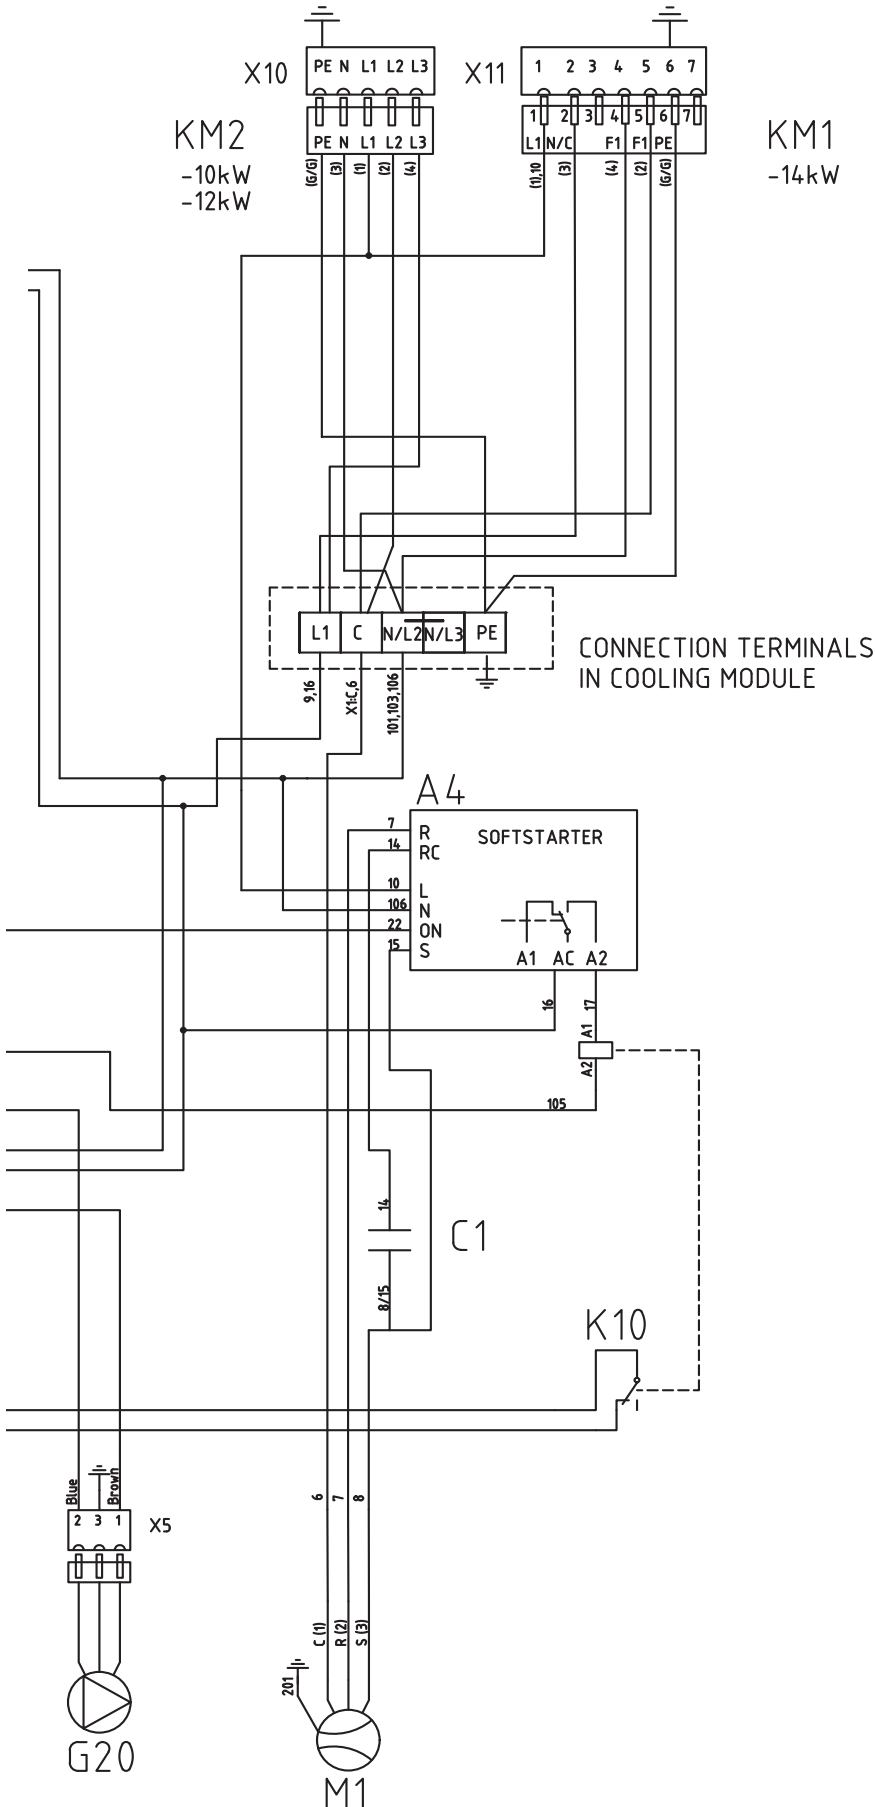 X10
PE N L1 L2 L3
X11
1 2 3 4 5 6 7
KM2
PE N L1 L2 L3
1 2 3 4 5 6 7
L1 N/C F1 F1 PE
KM1
-10kW
-12kW
-14kW
(G/G) (3) (1) (2) (4)
(1),10 (3) (4) (2) (G/G)
L1 C N/L2 N/L3 PE
CONNECTION TERMINALS
IN COOLING MODULE
9,16 X1:C,6 101,103,106
A4
SOFTSTARTER
7 R
14 RC
10 L
106 N
22 ON
15 S
A1 AC A2
16 17
A1
A2
105
14
C1
8/15
K10
Blue Brown
2 3 1
X5
6 7 8
C (1) R (2) S (3)
201
G20
M1